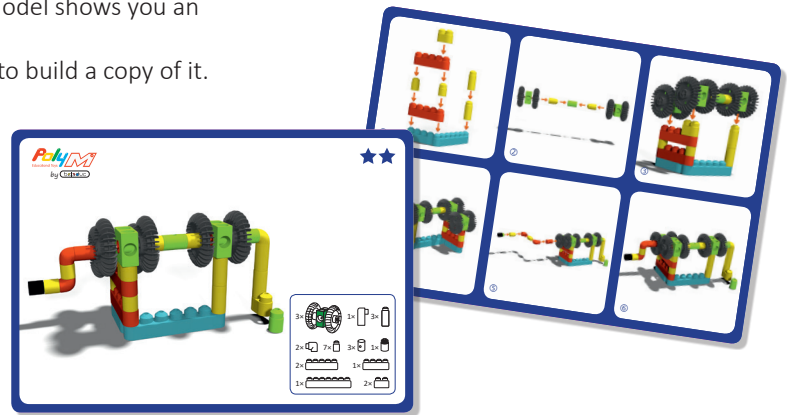 odel shows you an
to build a copy of it.
Poly M
by
②
③
3× 1× 3×
2× 7× 3× 1×
2× 1×
1× 2×
⑤
⑥